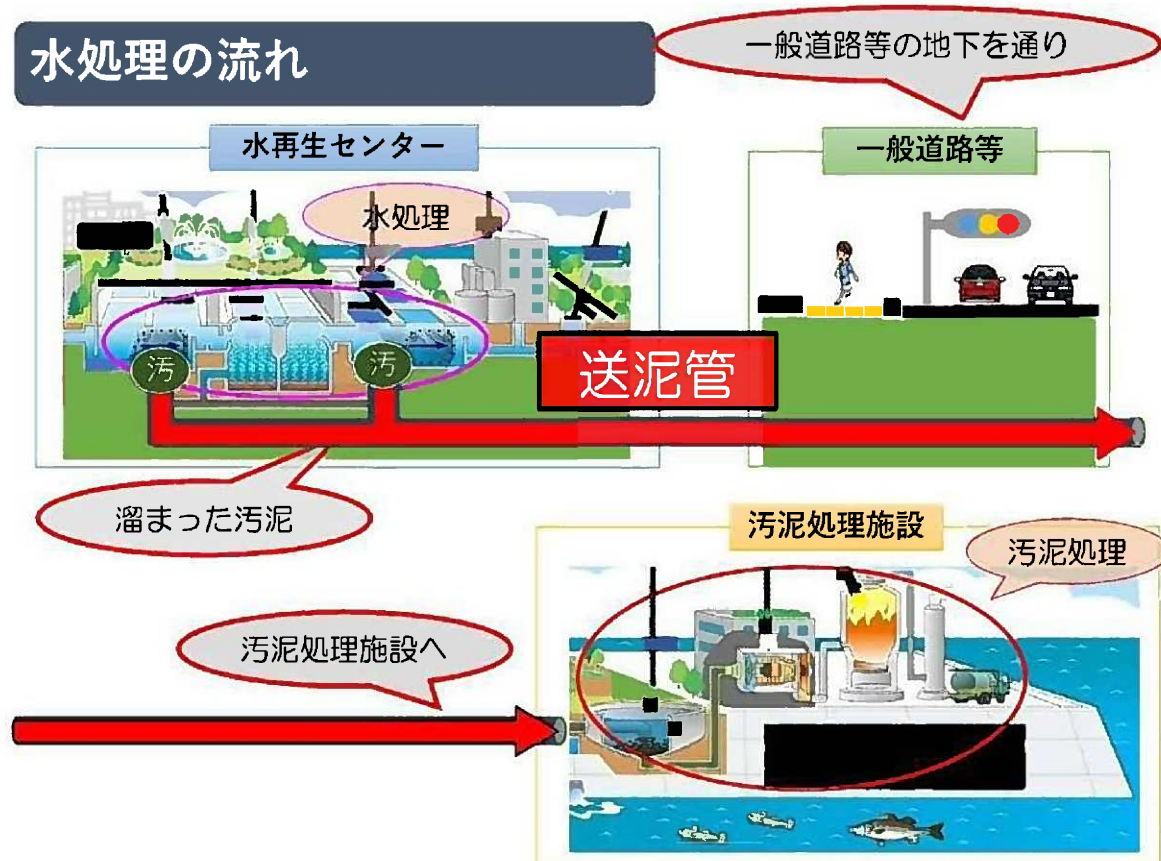 水処理の流れ
一般道路等の地下を通り
水再生センター
一般道路等
水処理
汚
汚
送泥管
溜まった汚泥
汚泥処理施設
汚泥処理
汚泥処理施設へ